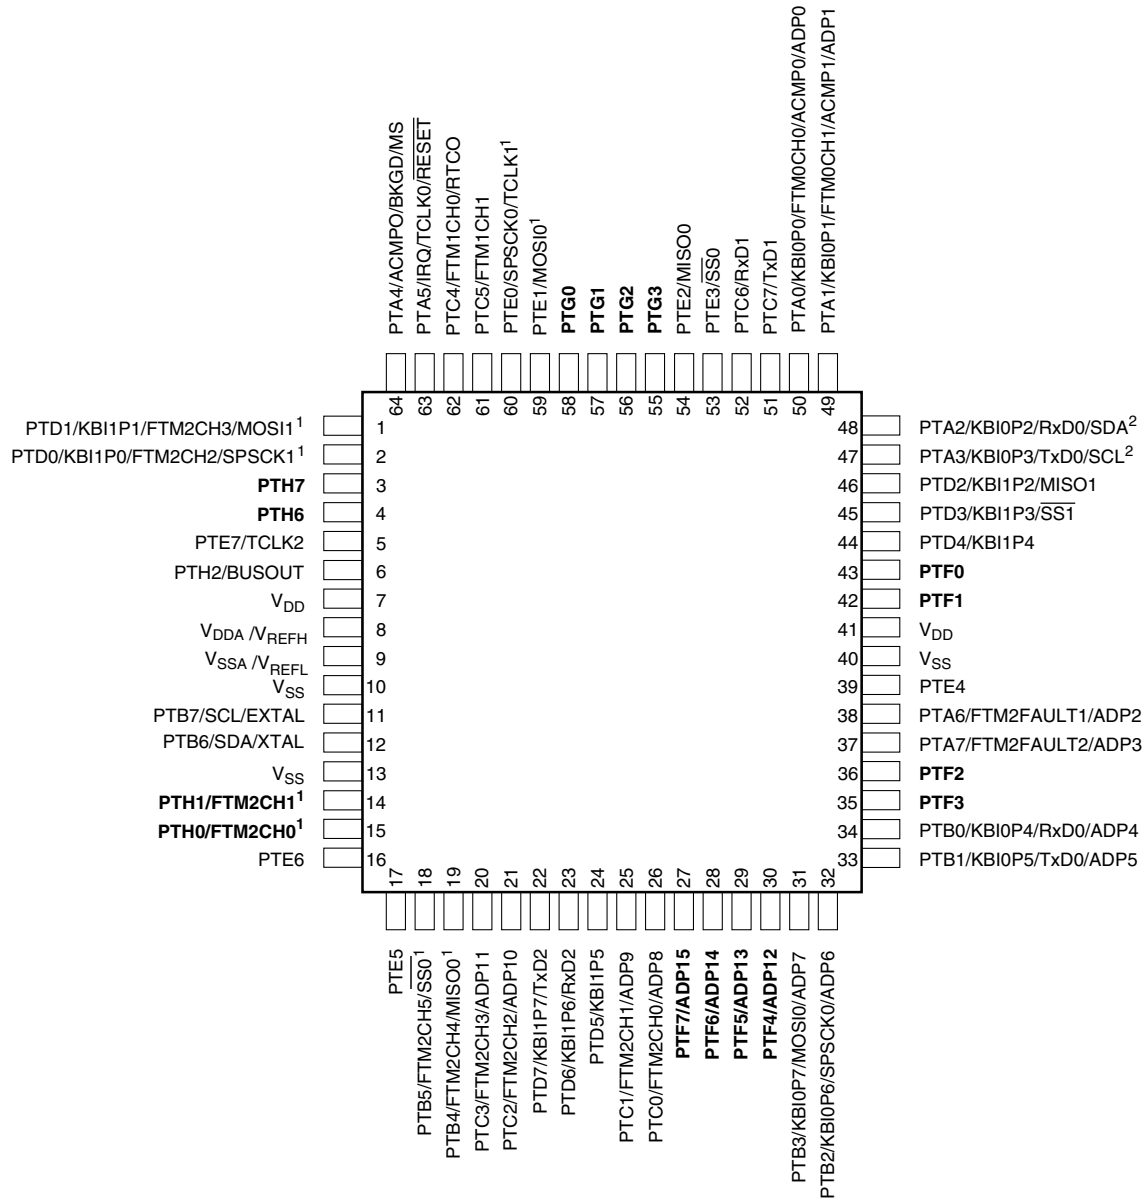 PTA4/ACMPO/BKGD/MS
PTA5/IRQ/TCLK0/RESET
PTC4/FTM1CH0/RTCO
PTC5/FTM1CH1
PTE0/SPSCK0/TCLK1¹
PTE1/MOSI0¹
PTG0
PTG1
PTG2
PTG3
PTE2/MISO0
PTE3/SS0
PTC6/RxD1
PTC7/TxD1
PTA0/KBI0P0/FTM0CH0/ACMP0/ADP0
PTA1/KBI0P1/FTM0CH1/ACMP1/ADP1
64 63 62 61 60 59 58 57 56 55 54 53 52 51 50 49
PTD1/KBI1P1/FTM2CH3/MOSI1¹ 1
PTD0/KBI1P0/FTM2CH2/SPSCK1¹ 2
PTH7 3
PTH6 4
PTE7/TCLK2 5
PTH2/BUSOUT 6
VDD 7
VDDA /VREFH 8
VSSA /VREFL 9
VSS 10
PTB7/SCL/EXTAL 11
PTB6/SDA/XTAL 12
VSS 13
PTH1/FTM2CH1¹ 14
PTH0/FTM2CH0¹ 15
PTE6 16
48 PTA2/KBI0P2/RxD0/SDA²
47 PTA3/KBI0P3/TxD0/SCL²
46 PTD2/KBI1P2/MISO1
45 PTD3/KBI1P3/SS1
44 PTD4/KBI1P4
43 PTF0
42 PTF1
41 VDD
40 VSS
39 PTE4
38 PTA6/FTM2FAULT1/ADP2
37 PTA7/FTM2FAULT2/ADP3
36 PTF2
35 PTF3
34 PTB0/KBI0P4/RxD0/ADP4
33 PTB1/KBI0P5/TxD0/ADP5
17 18 19 20 21 22 23 24 25 26 27 28 29 30 31 32
PTE5
PTB5/FTM2CH5/SS0¹
PTB4/FTM2CH4/MISO0¹
PTC3/FTM2CH3/ADP11
PTC2/FTM2CH2/ADP10
PTD7/KBI1P7/TxD2
PTD6/KBI1P6/RxD2
PTD5/KBI1P5
PTC1/FTM2CH1/ADP9
PTC0/FTM2CH0/ADP8
PTF7/ADP15
PTF6/ADP14
PTF5/ADP13
PTF4/ADP12
PTB3/KBI0P7/MOSI0/ADP7
PTB2/KBI0P6/SPSCK0/ADP6